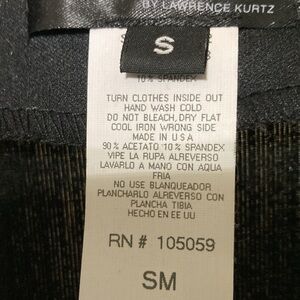 BY LAWRENCE KURTZ
S
10% SPANDEX
TURN CLOTHES INSIDE OUT
HAND WASH COLD
DO NOT BLEACH, DRY FLAT
COOL IRON WRONG SIDE
MADE IN U S A
90% ACETATO 10% SPANDEX
VIPE LA RUPA ALREVERSO
LAVARLO A MANO CON AQUA
FRIA
NO USE BLANQUEADOR
PLANCHARLO ALREVERSO CON
PLANCHA TIBIA
HECHO EN EE UU
RN # 105059
SM